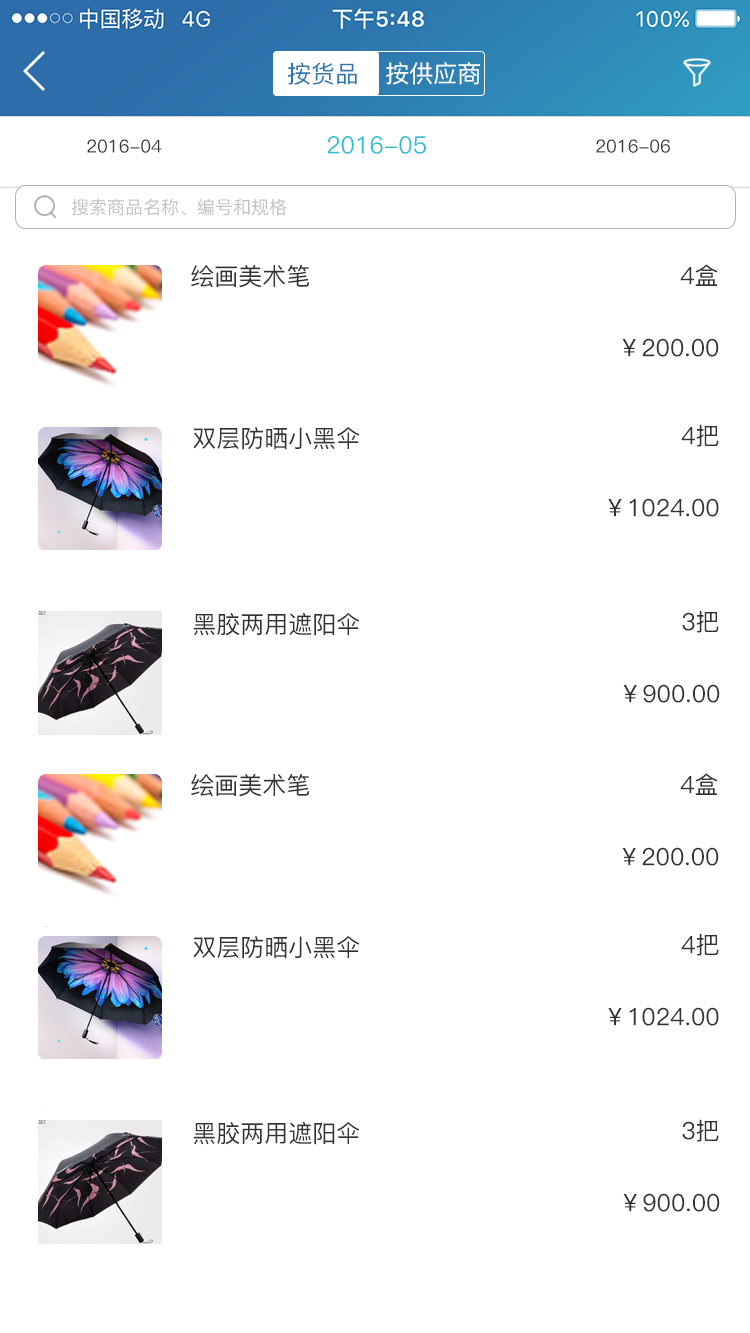 中国移动 4G 下午5:48 100%
按货品 按供应商
2016-04 2016-05 2016-06
搜索商品名称、编号和规格
绘画美术笔 4盒
¥200.00
双层防晒小黑伞 4把
¥1024.00
黑胶两用遮阳伞 3把
¥900.00
绘画美术笔 4盒
¥200.00
双层防晒小黑伞 4把
¥1024.00
黑胶两用遮阳伞 3把
¥900.00